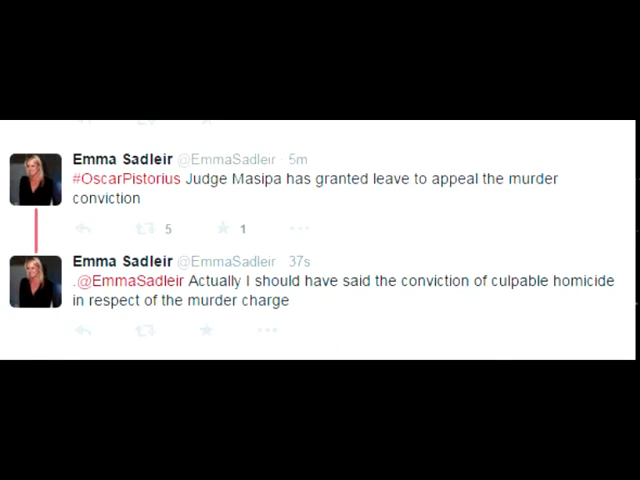 Emma Sadleir @EmmaSadleir · 5m
#OscarPistorius Judge Masipa has granted leave to appeal the murder
conviction
5 1
Emma Sadleir @EmmaSadleir · 37s
.@EmmaSadleir Actually I should have said the conviction of culpable homicide
in respect of the murder charge